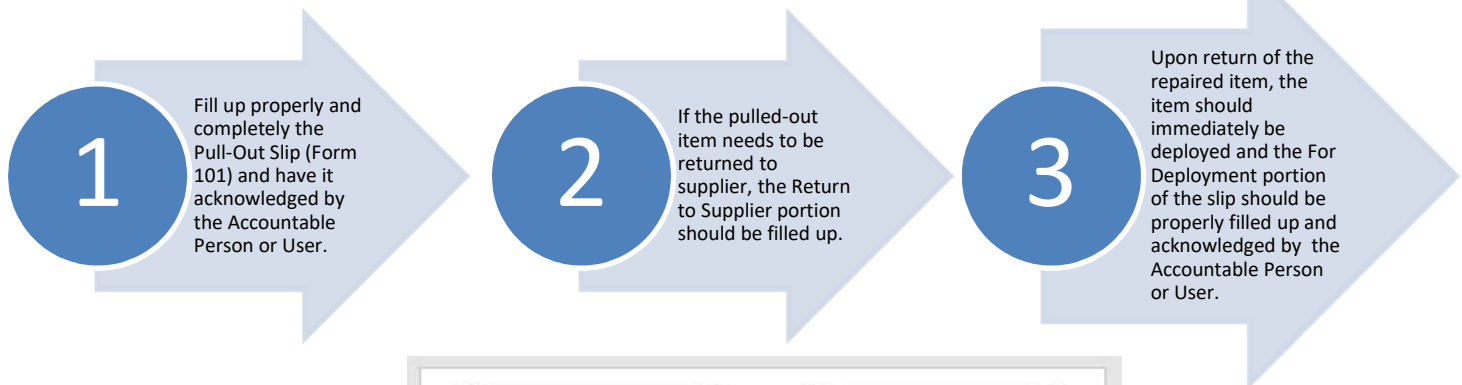 1
Fill up properly and
completely the
Pull-Out Slip (Form
101) and have it
acknowledged by
the Accountable
Person or User.
2
If the pulled-out
item needs to be
returned to
supplier, the Return
to Supplier portion
should be filled up.
3
Upon return of the
repaired item, the
item should
immediately be
deployed and the For
Deployment portion
of the slip should be
properly filled up and
acknowledged by  the
Accountable Person
or User.